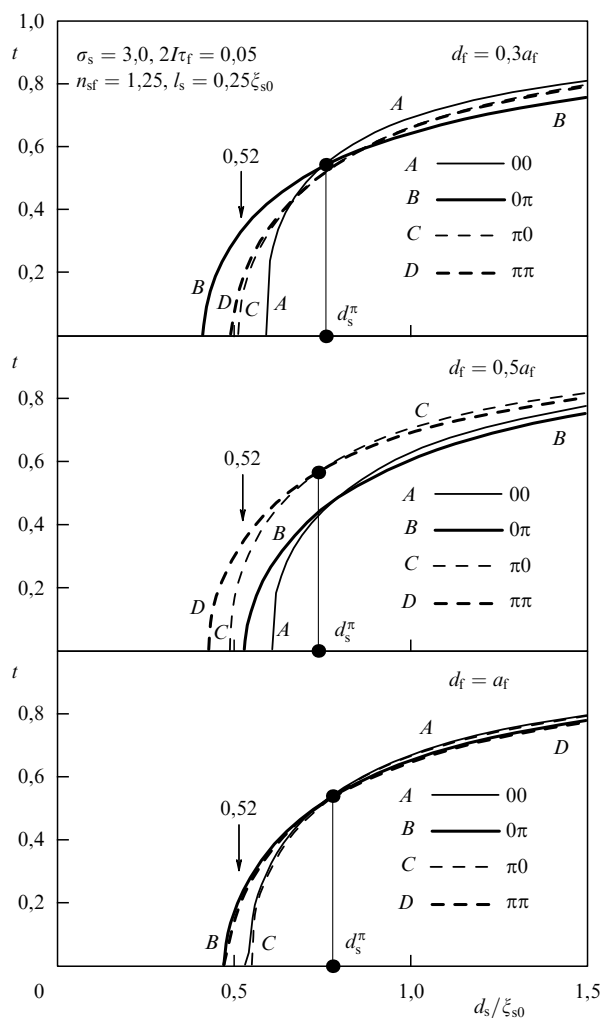 1,0
t
σs = 3,0, 2Iτf = 0,05
df = 0,3af
nsf = 1,25, ls = 0,25ξs0
0,8
A
B
0,6
0,52
A 00
B 0π
0,4
C π0
B
D ππ
0,2
D
C
A
dsπ
t
df = 0,5af
0,8
C
B
0,6
0,52
A 00
B 0π
0,4
B
C π0
D ππ
0,2
D
C
A
dsπ
t
df = af
0,8
A
D
0,6
0,52
A 00
B 0π
0,4
C π0
D ππ
0,2
B
C
dsπ
0
0,5
1,0
1,5
ds/ξs0